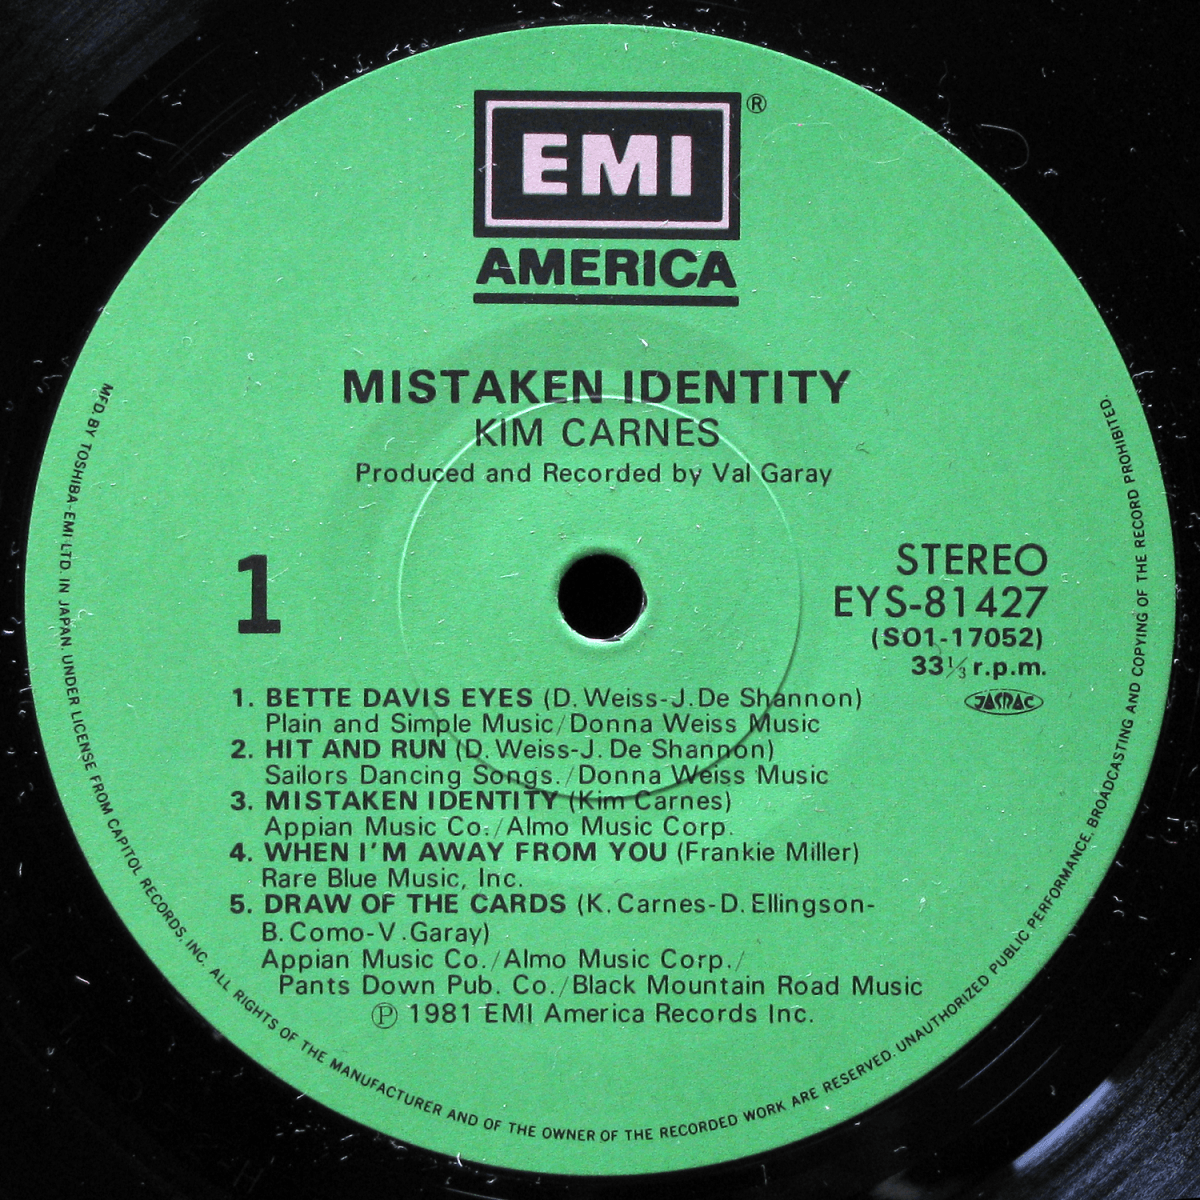 EMI ®
AMERICA
MISTAKEN IDENTITY
KIM CARNES
Produced and Recorded by Val Garay
1
STEREO
EYS-81427
(SO1-17052)
33⅓ r.p.m.
JASRAC
1. BETTE DAVIS EYES (D. Weiss-J. De Shannon)
Plain and Simple Music/Donna Weiss Music
2. HIT AND RUN (D. Weiss-J. De Shannon)
Sailors Dancing Songs./Donna Weiss Music
3. MISTAKEN IDENTITY (Kim Carnes)
Appian Music Co./Almo Music Corp.
4. WHEN I'M AWAY FROM YOU (Frankie Miller)
Rare Blue Music, Inc.
5. DRAW OF THE CARDS (K. Carnes-D. Ellingson-
B. Como-V. Garay)
Appian Music Co./Almo Music Corp./
Pants Down Pub. Co./Black Mountain Road Music
Ⓟ 1981 EMI America Records Inc.
MFD. BY TOSHIBA-EMI LTD. IN JAPAN. UNDER LICENSE FROM CAPITOL RECORDS, INC. ALL RIGHTS OF THE MANUFACTURER AND OF THE OWNER OF THE RECORDED WORK ARE RESERVED. UNAUTHORIZED PUBLIC PERFORMANCE, BROADCASTING AND COPYING OF THE RECORD PROHIBITED.